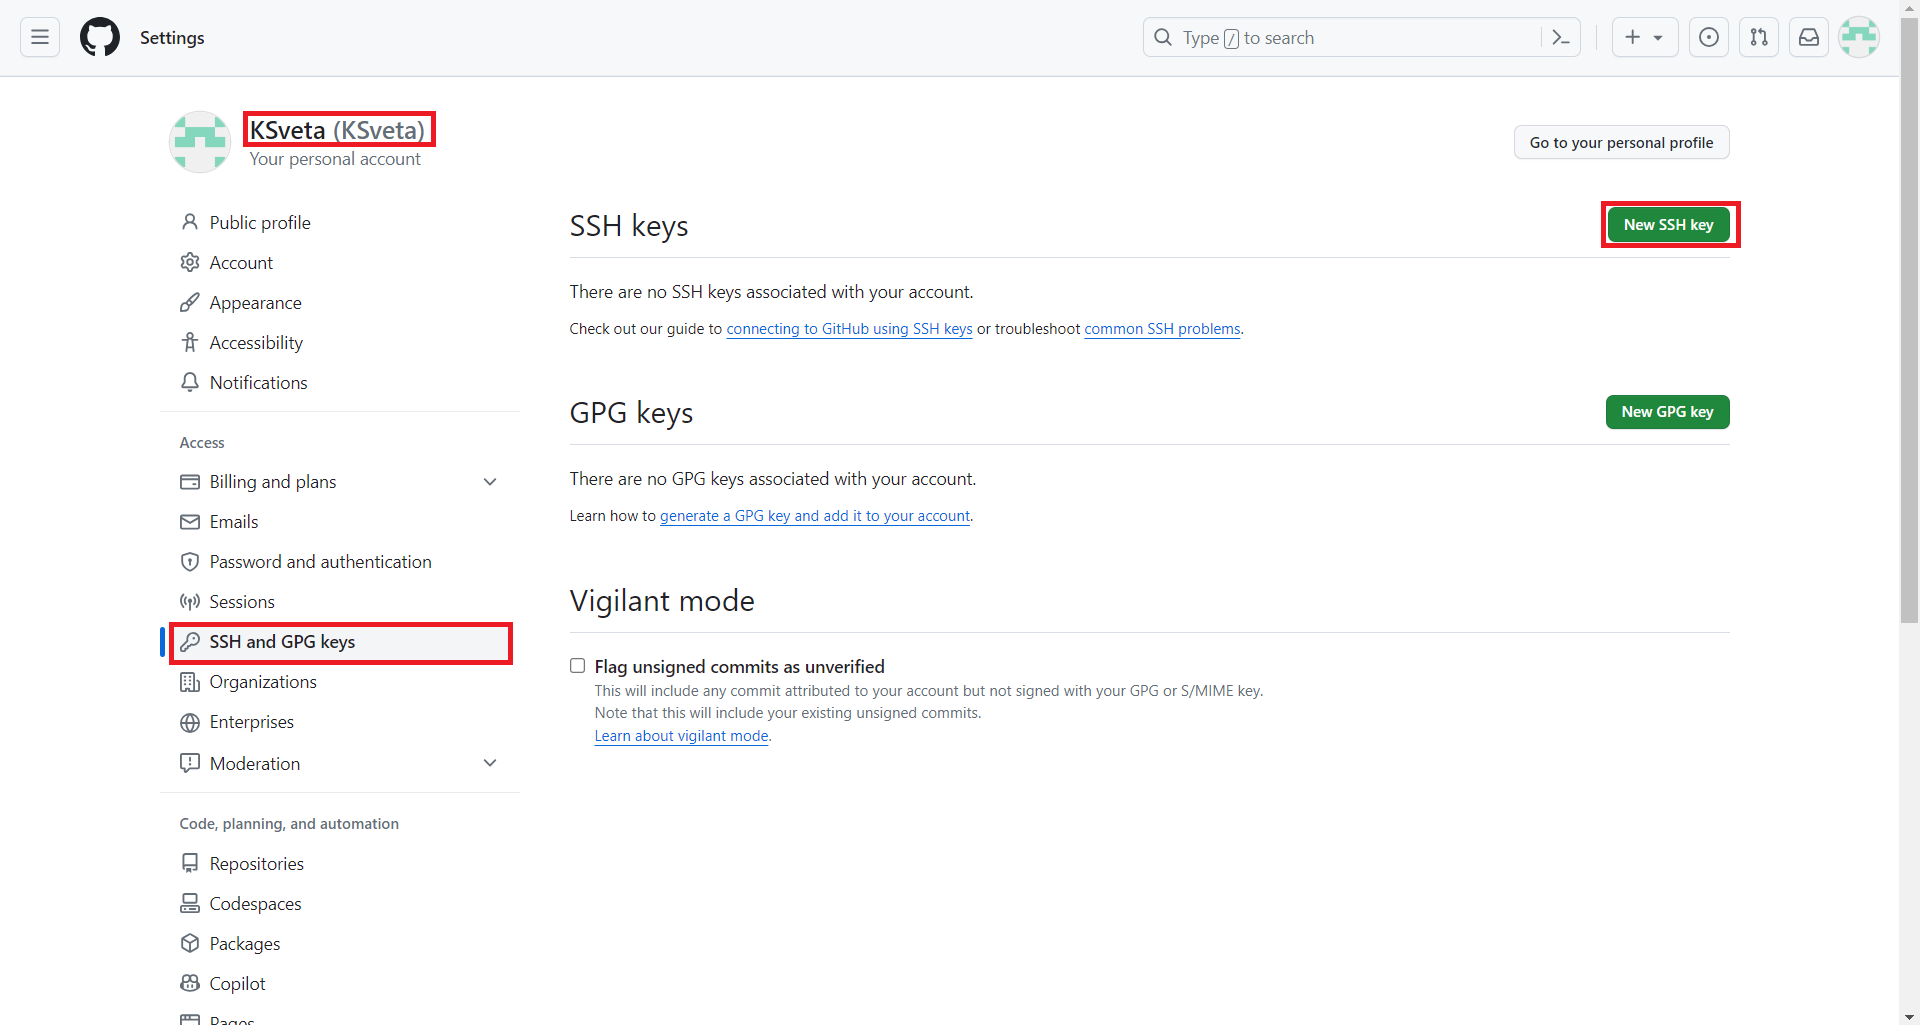 Settings
Type / to search
KSveta (KSveta)
Your personal account
Go to your personal profile
Public profile
Account
Appearance
Accessibility
Notifications
Access
Billing and plans
Emails
Password and authentication
Sessions
SSH and GPG keys
Organizations
Enterprises
Moderation
Code, planning, and automation
Repositories
Codespaces
Packages
Copilot
Pages
SSH keys
New SSH key
There are no SSH keys associated with your account.
Check out our guide to connecting to GitHub using SSH keys or troubleshoot common SSH problems.
GPG keys
New GPG key
There are no GPG keys associated with your account.
Learn how to generate a GPG key and add it to your account.
Vigilant mode
Flag unsigned commits as unverified
This will include any commit attributed to your account but not signed with your GPG or S/MIME key.
Note that this will include your existing unsigned commits.
Learn about vigilant mode.